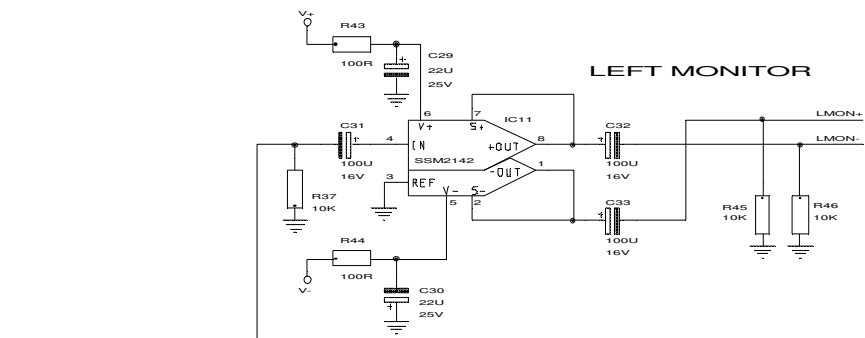 V+
R43
100R
C29
22U
25V
LEFT MONITOR
6
7
IC11
V+
S+
C31
4
IN
8
+OUT
C32
LMON+
LMON-
100U
16V
SSM2142
1
-OUT
100U
16V
3
REF
V-
S-
5
2
R37
10K
C33
100U
16V
R45
10K
R46
10K
R44
100R
V-
C30
22U
25V